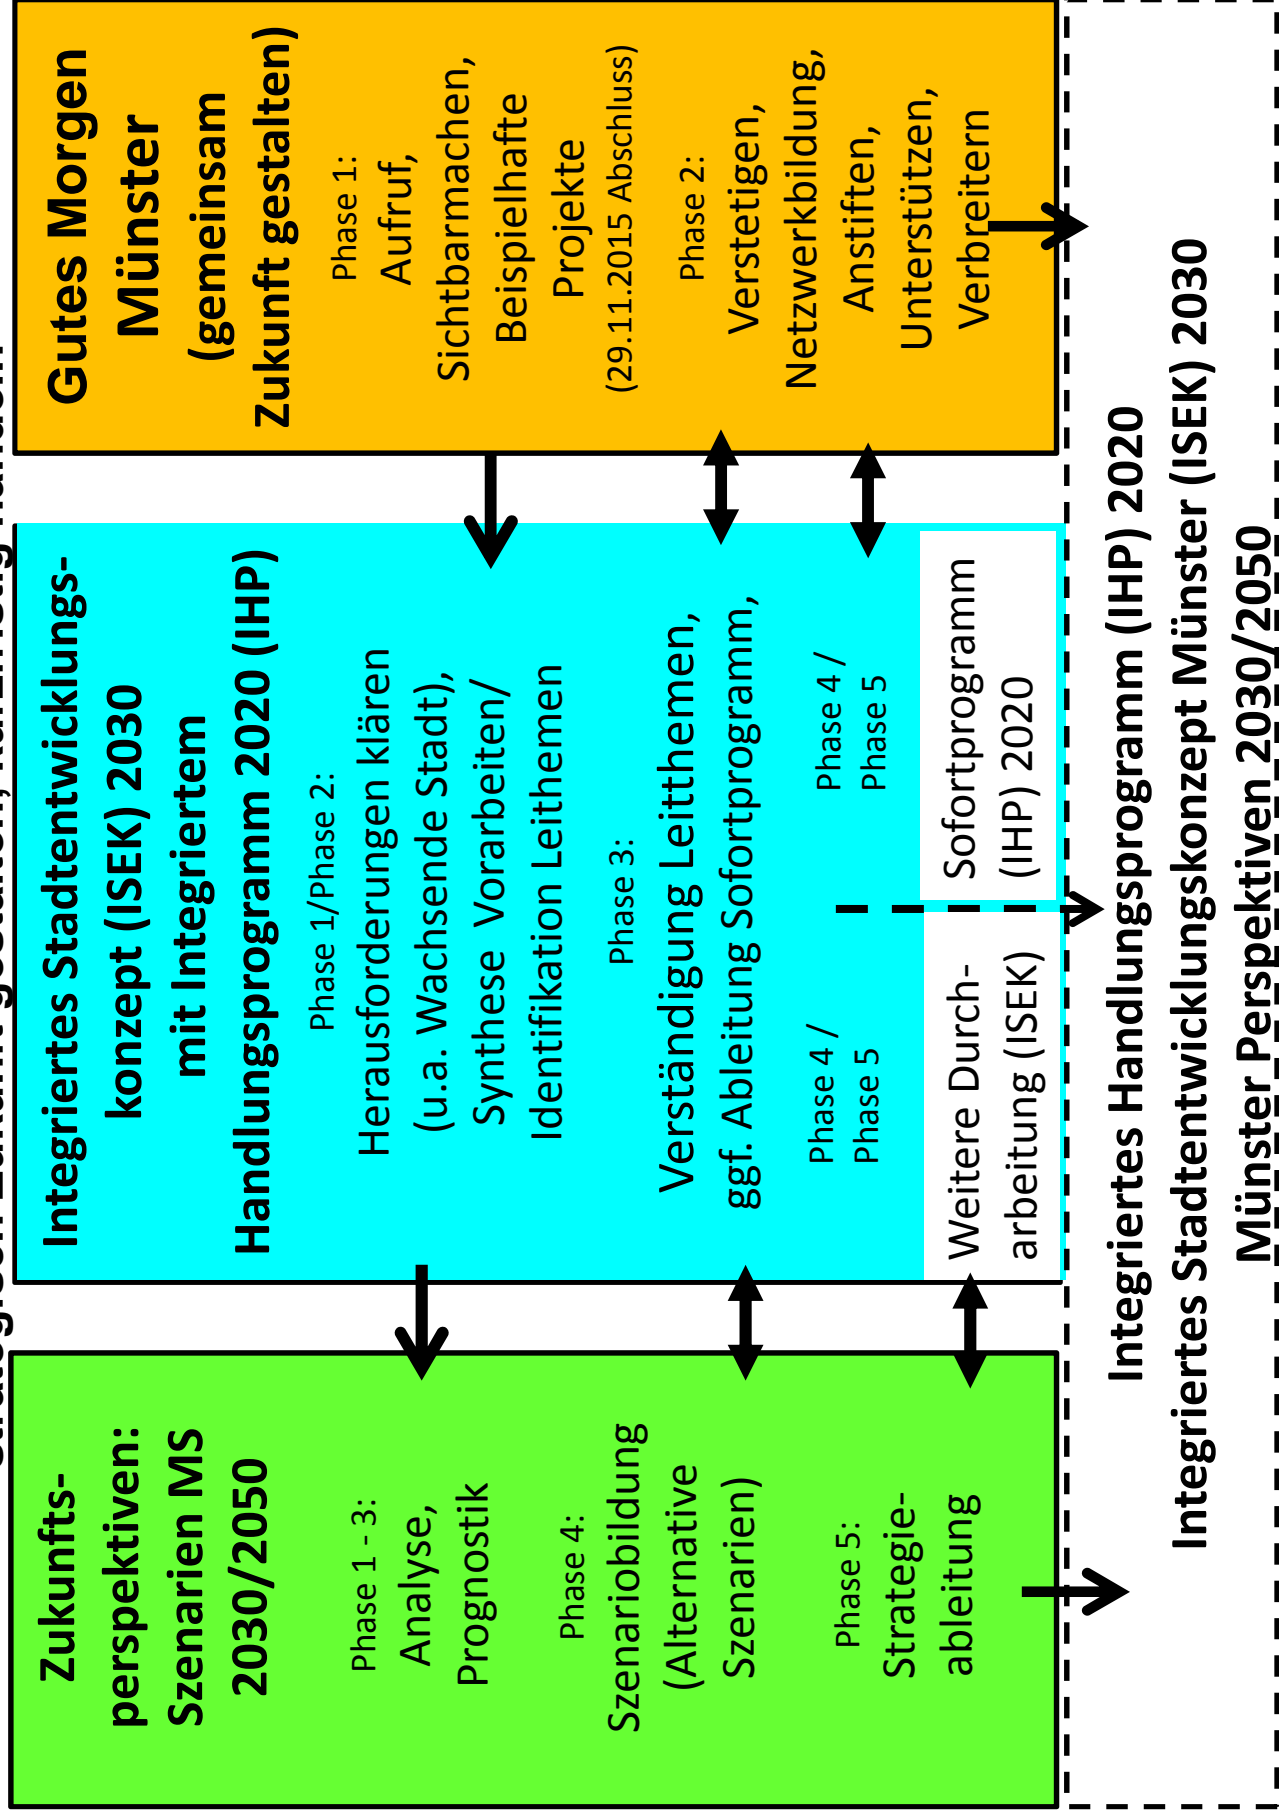 Strategisch Zukunft gestalten, kurzfristig handeln
Zukunfts-
perspektiven:
Szenarien MS
2030/2050
Phase 1 - 3:
Analyse,
Prognostik
Phase 4:
Szenariobildung
(Alternative
Szenarien)
Phase 5:
Strategie-
ableitung
Integriertes Stadtentwicklungs-
konzept (ISEK) 2030
mit Integriertem
Handlungsprogramm 2020 (IHP)
Phase 1/Phase 2:
Herausforderungen klären
(u.a. Wachsende Stadt),
Synthese Vorarbeiten/
Identifikation Leithemen
Phase 3:
Verständigung Leitthemen,
ggf. Ableitung Sofortprogramm,
Phase 4 /
Phase 5
Weitere Durch-
arbeitung (ISEK)
Phase 4 /
Phase 5
Sofortprogramm
(IHP) 2020
Gutes Morgen
Münster
(gemeinsam
Zukunft gestalten)
Phase 1:
Aufruf,
Sichtbarmachen,
Beispielhafte
Projekte
(29.11.2015 Abschluss)
Phase 2:
Verstetigen,
Netzwerkbildung,
Anstiften,
Unterstützen,
Verbreitern
Integriertes Handlungsprogramm (IHP) 2020
Integriertes Stadtentwicklungskonzept Münster (ISEK) 2030
Münster Perspektiven 2030/2050